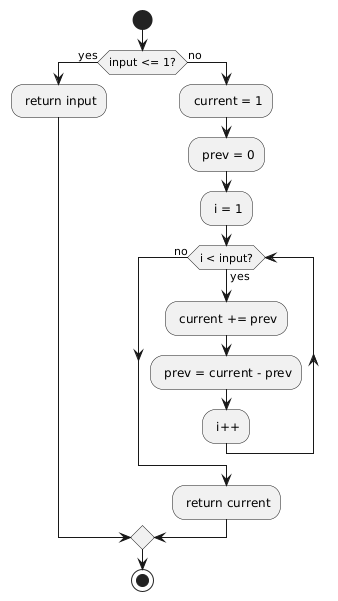 input <= 1?
yes
no
return input
current = 1
prev = 0
i = 1
i < input?
no
yes
current += prev
prev = current - prev
i++
return current